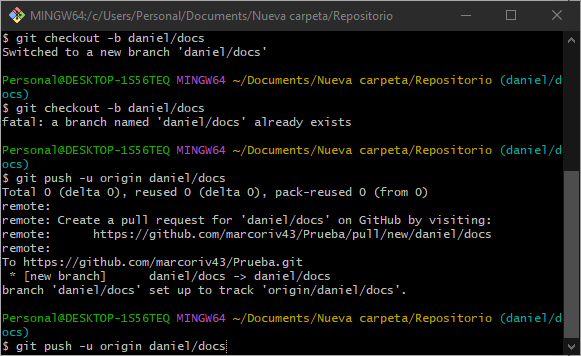 MINGW64:/c/Users/Personal/Documents/Nueva carpeta/Repositorio
$ git checkout -b daniel/docs
Switched to a new branch 'daniel/docs'
Personal@DESKTOP-1S56TEQ MINGW64 ~/Documents/Nueva carpeta/Repositorio (daniel/d
ocs)
$ git checkout -b daniel/docs
fatal: a branch named 'daniel/docs' already exists
Personal@DESKTOP-1S56TEQ MINGW64 ~/Documents/Nueva carpeta/Repositorio (daniel/d
ocs)
$ git push -u origin daniel/docs
Total 0 (delta 0), reused 0 (delta 0), pack-reused 0 (from 0)
remote:
remote: Create a pull request for 'daniel/docs' on GitHub by visiting:
remote:      https://github.com/marcoriv43/Prueba/pull/new/daniel/docs
remote:
To https://github.com/marcoriv43/Prueba.git
 * [new branch]      daniel/docs -> daniel/docs
branch 'daniel/docs' set up to track 'origin/daniel/docs'.
Personal@DESKTOP-1S56TEQ MINGW64 ~/Documents/Nueva carpeta/Repositorio (daniel/d
ocs)
$ git push -u origin daniel/docs